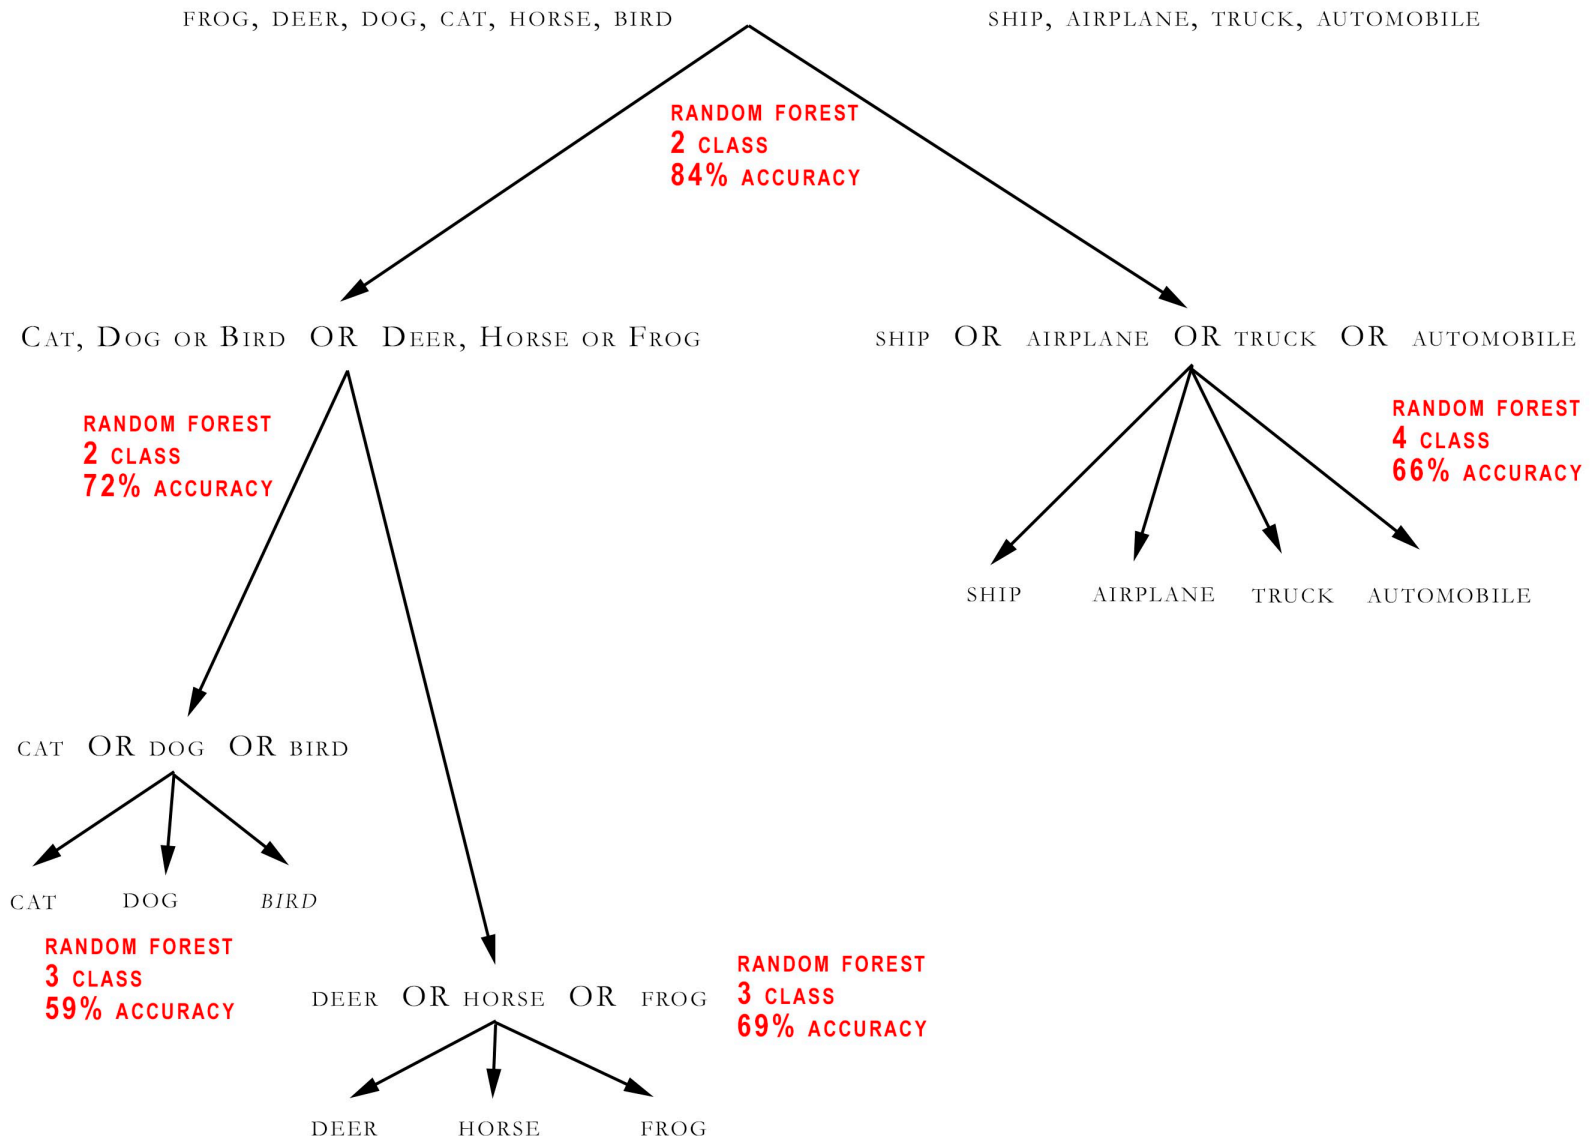 FROG, DEER, DOG, CAT, HORSE, BIRD
SHIP, AIRPLANE, TRUCK, AUTOMOBILE
RANDOM FOREST
2 CLASS
84% ACCURACY
CAT, DOG OR BIRD OR DEER, HORSE OR FROG
SHIP OR AIRPLANE OR TRUCK OR AUTOMOBILE
RANDOM FOREST
2 CLASS
72% ACCURACY
RANDOM FOREST
4 CLASS
66% ACCURACY
SHIP AIRPLANE TRUCK AUTOMOBILE
CAT OR DOG OR BIRD
CAT DOG BIRD
RANDOM FOREST
3 CLASS
59% ACCURACY
DEER OR HORSE OR FROG
RANDOM FOREST
3 CLASS
69% ACCURACY
DEER HORSE FROG